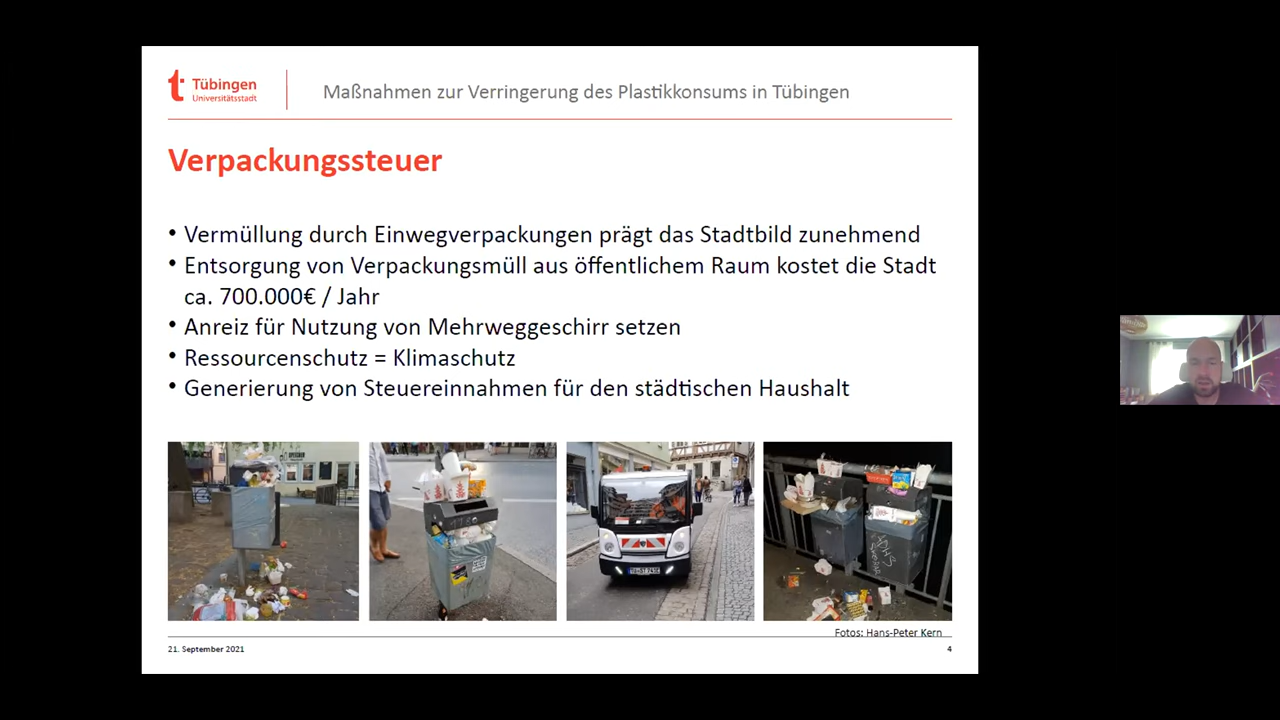 Tübingen
Universitätsstadt
Maßnahmen zur Verringerung des Plastikkonsums in Tübingen
Verpackungssteuer
• Vermüllung durch Einwegverpackungen prägt das Stadtbild zunehmend
• Entsorgung von Verpackungsmüll aus öffentlichem Raum kostet die Stadt
ca. 700.000€ / Jahr
• Anreiz für Nutzung von Mehrweggeschirr setzen
• Ressourcenschutz = Klimaschutz
• Generierung von Steuereinnahmen für den städtischen Haushalt
Fotos: Hans-Peter Kern
21. September 2021
4